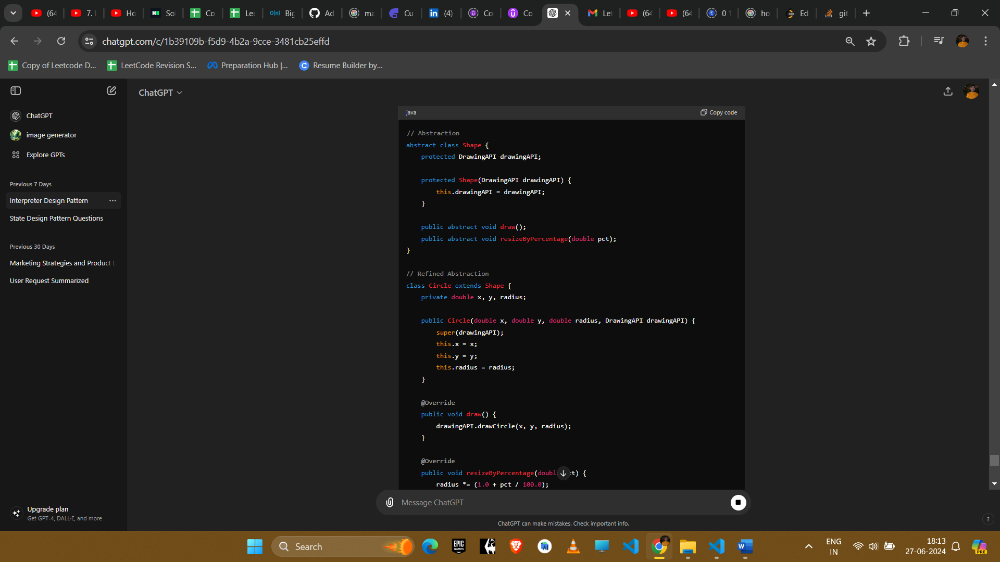 (64
7.
Ho
Sol
Co
Lee
O(n) Big
Ad
ma
Cu
(4)
Co
Co
Let
(64
(64
0 1
ho
Ed
git
chatgpt.com/c/1b39109b-f5d9-4b2a-9cce-3481cb25effd
Copy of Leetcode D...
LeetCode Revision S...
Preparation Hub |...
Resume Builder by...
ChatGPT
ChatGPT
image generator
Explore GPTs
Previous 7 Days
Interpreter Design Pattern
State Design Pattern Questions
Previous 30 Days
Marketing Strategies and Product L
User Request Summarized
Upgrade plan
Get GPT-4, DALL·E, and more
java
Copy code
// Abstraction
abstract class Shape {
    protected DrawingAPI drawingAPI;
    protected Shape(DrawingAPI drawingAPI) {
        this.drawingAPI = drawingAPI;
    }
    public abstract void draw();
    public abstract void resizeByPercentage(double pct);
}
// Refined Abstraction
class Circle extends Shape {
    private double x, y, radius;
    public Circle(double x, double y, double radius, DrawingAPI drawingAPI) {
        super(drawingAPI);
        this.x = x;
        this.y = y;
        this.radius = radius;
    }
    @Override
    public void draw() {
        drawingAPI.drawCircle(x, y, radius);
    }
    @Override
    public void resizeByPercentage(double ct) {
        radius *= (1.0 + pct / 100.0);
Message ChatGPT
ChatGPT can make mistakes. Check important info.
?
Search
EPIC GAMES
W
ENG
IN
18:13
27-06-2024
PRE